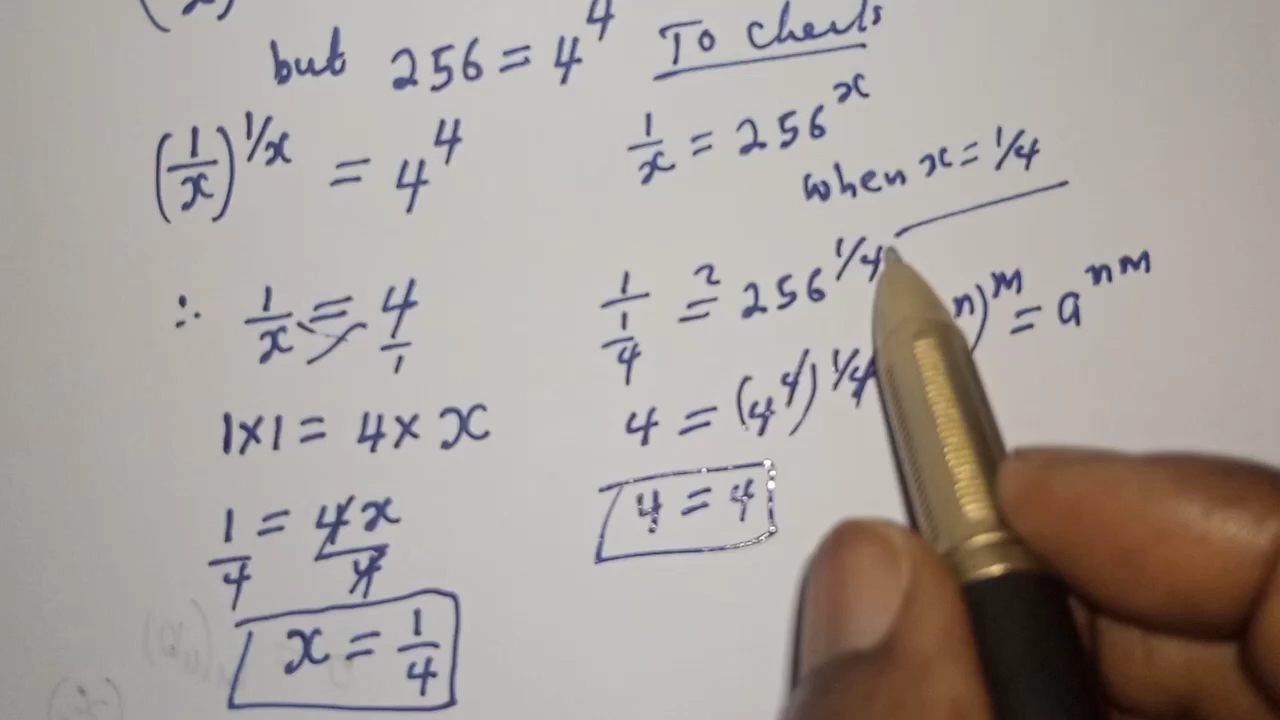 but 256 = 4^4
(1/x)^1/x = 4^4
∴ 1/x = 4/1
1 x 1 = 4 x x
1/4 = 4x/4
x = 1/4
To check
1/x = 256^x
when x = 1/4
1/(1/4) ?= 256^1/4
n)^m = a^nm
4 = (4^4)^1/4
4 = 4